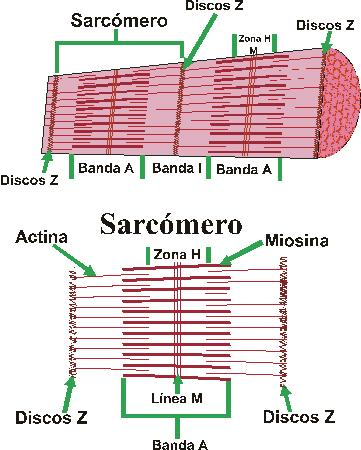 Discos Z
Sarcómero
Discos Z
Zona H
M
Banda A
Banda I
Banda A
Discos Z
Sarcómero
Actina
Zona H
Miosina
Línea M
Discos Z
Discos Z
Banda A